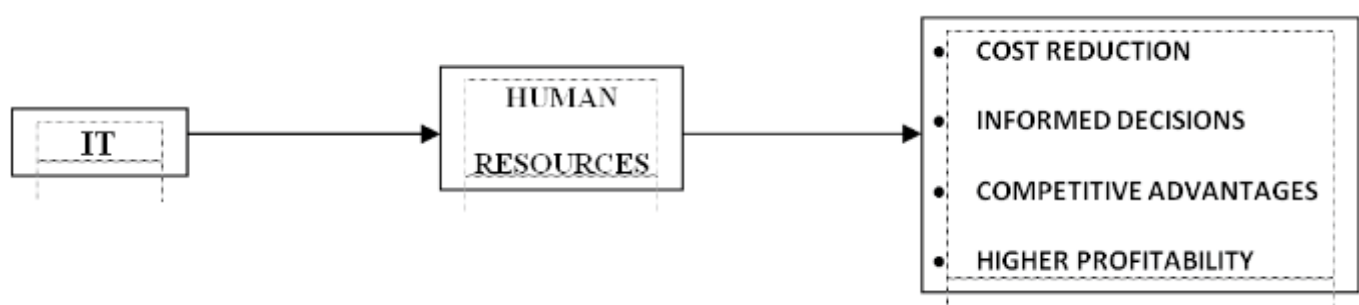 IT
HUMAN
RESOURCES
• COST REDUCTION
• INFORMED DECISIONS
• COMPETITIVE ADVANTAGES
• HIGHER PROFITABILITY